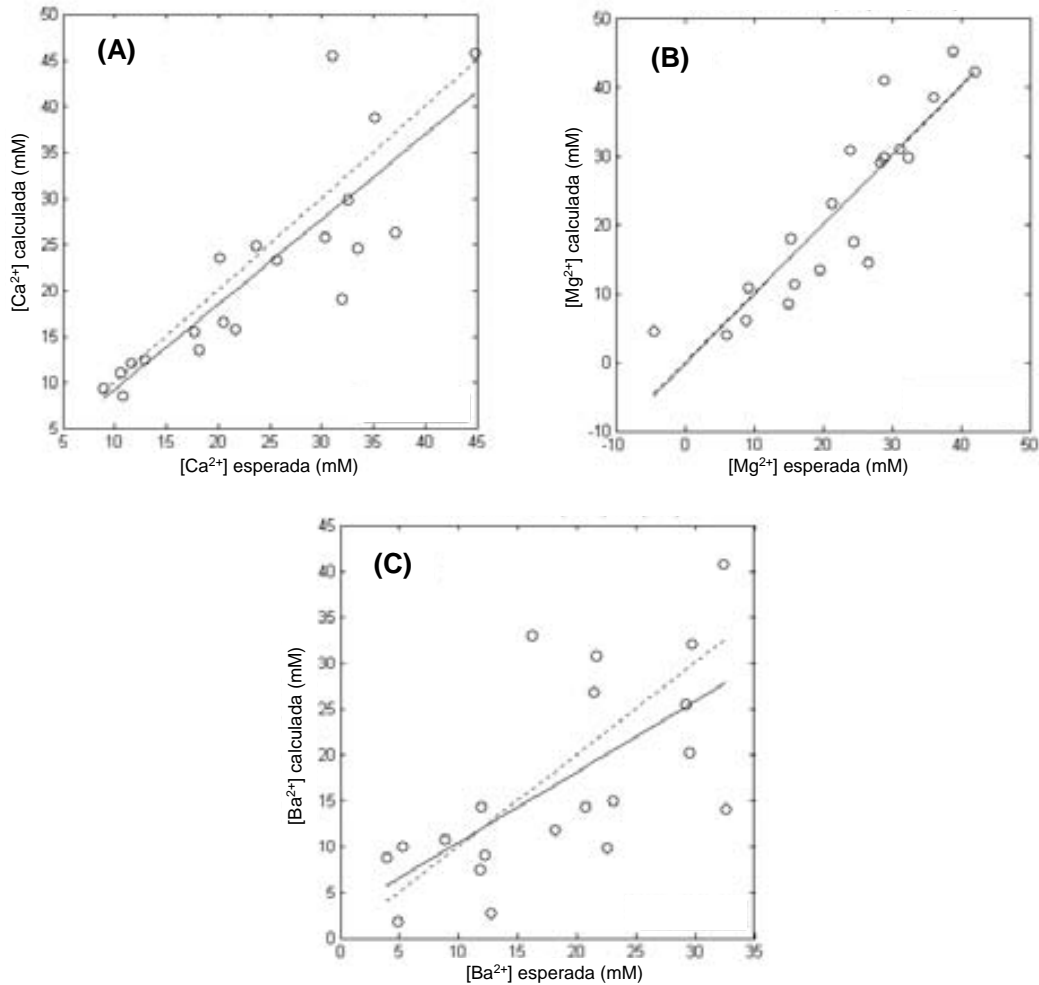 (A)
[Ca²⁺] calculada (mM)
50
45
40
35
30
25
20
15
10
5
5 10 15 20 25 30 35 40 45
[Ca²⁺] esperada (mM)
(B)
[Mg²⁺] calculada (mM)
50
40
30
20
10
0
-10
-10 0 10 20 30 40 50
[Mg²⁺] esperada (mM)
(C)
[Ba²⁺] calculada (mM)
45
40
35
30
25
20
15
10
5
0
0 5 10 15 20 25 30 35
[Ba²⁺] esperada (mM)